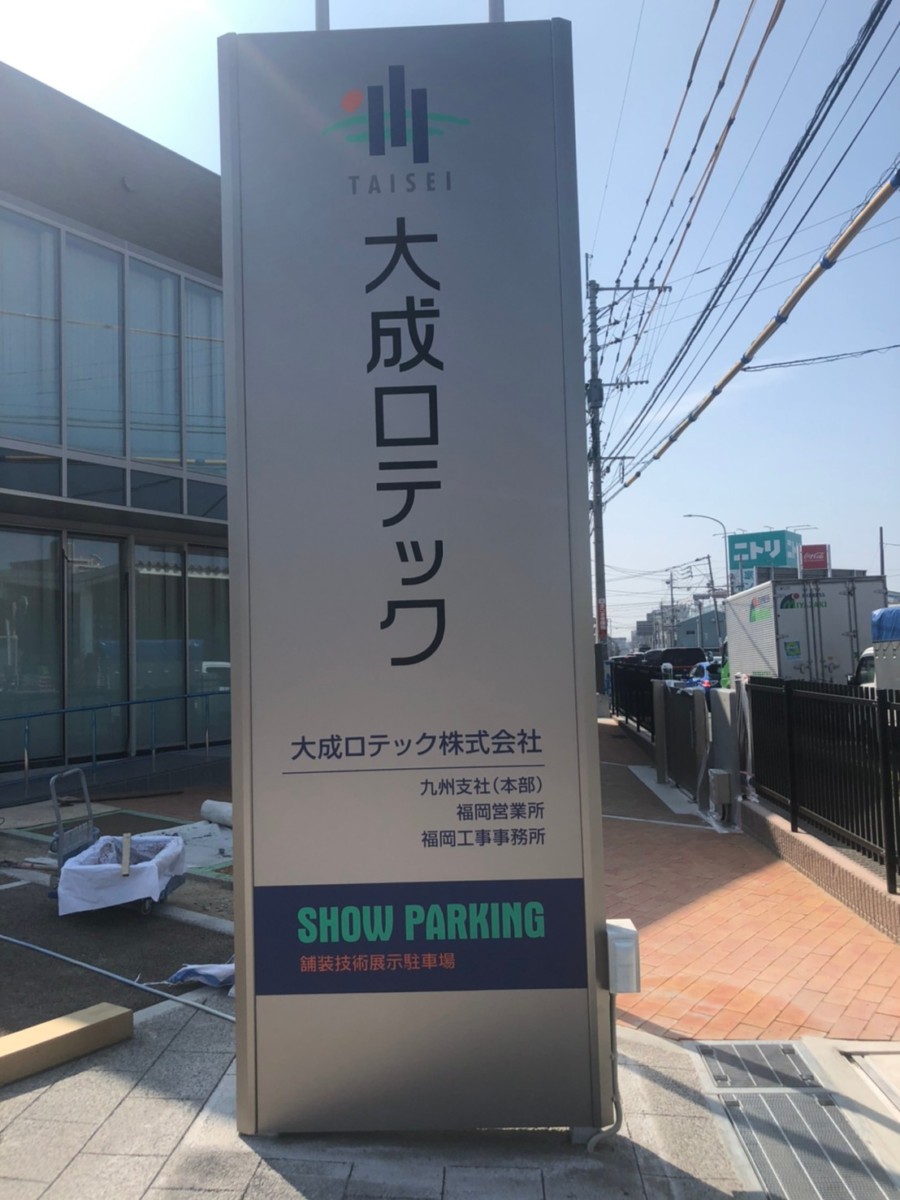 TAISEI
大成ロテック
大成ロテック株式会社
九州支社(本部)
福岡営業所
福岡工事事務所
SHOW PARKING
舗装技術展示駐車場
ニトリ
Coca-Cola